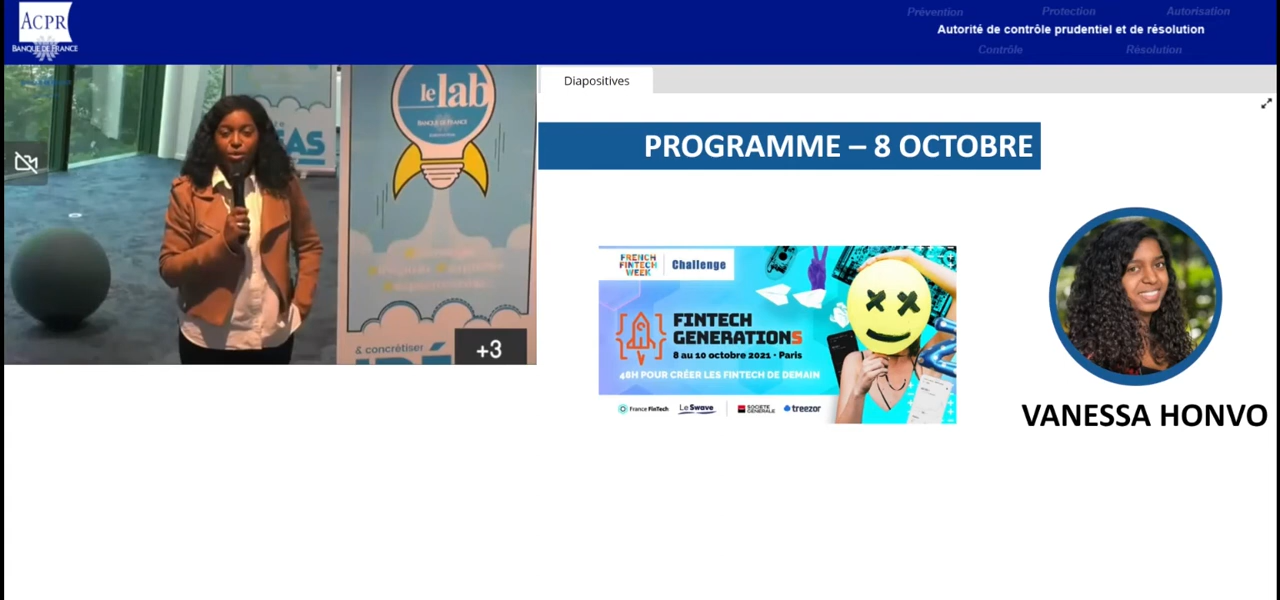 ACPR
BANQUE DE FRANCE
Prévention
Protection
Autorisation
Autorité de contrôle prudentiel et de résolution
Contrôle
Résolution
Diapositives
le lab
BANQUE DE FRANCE
& concrétiser
+3
PROGRAMME – 8 OCTOBRE
FRENCH
FINTECH
WEEK
Challenge
FINTECH
GENERATIONS
8 au 10 octobre 2021 • Paris
48H POUR CRÉER LES FINTECH DE DEMAIN
France FinTech
Le Swave
SOCIETE
GENERALE
treezor
VANESSA HONVO